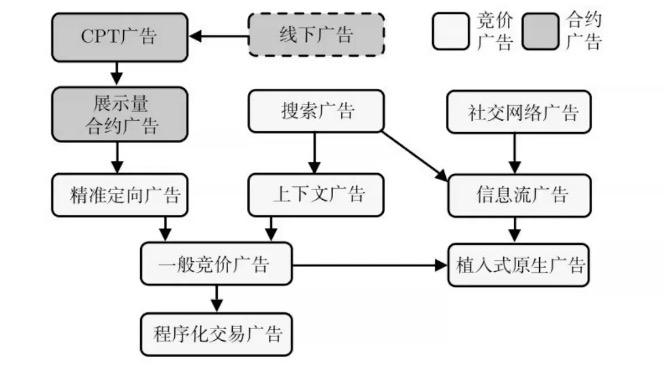 CPT广告
线下广告
竞价
广告
合约
广告
展示量
合约广告
搜索广告
社交网络广告
精准定向广告
上下文广告
信息流广告
一般竞价广告
植入式原生广告
程序化交易广告